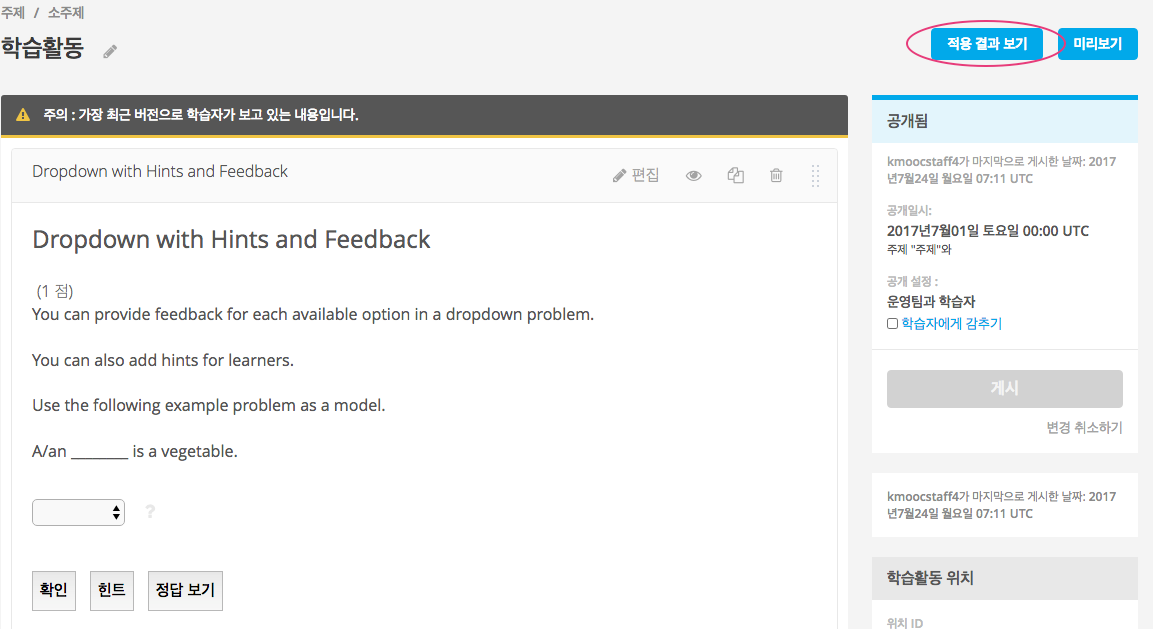 주제 / 소주제
학습활동
적용 결과 보기
미리보기
주의 : 가장 최근 버전으로 학습자가 보고 있는 내용입니다.
Dropdown with Hints and Feedback
편집
Dropdown with Hints and Feedback
(1 점)
You can provide feedback for each available option in a dropdown problem.
You can also add hints for learners.
Use the following example problem as a model.
A/an ________ is a vegetable.
?
확인
힌트
정답 보기
공개됨
kmoocstaff4가 마지막으로 게시한 날짜: 2017
년7월24일 월요일 07:11 UTC
공개일시:
2017년7월01일 토요일 00:00 UTC
주제 "주제"와
공개 설정 :
운영팀과 학습자
학습자에게 감추기
게시
변경 취소하기
kmoocstaff4가 마지막으로 게시한 날짜: 2017
년7월24일 월요일 07:11 UTC
학습활동 위치
위치 ID